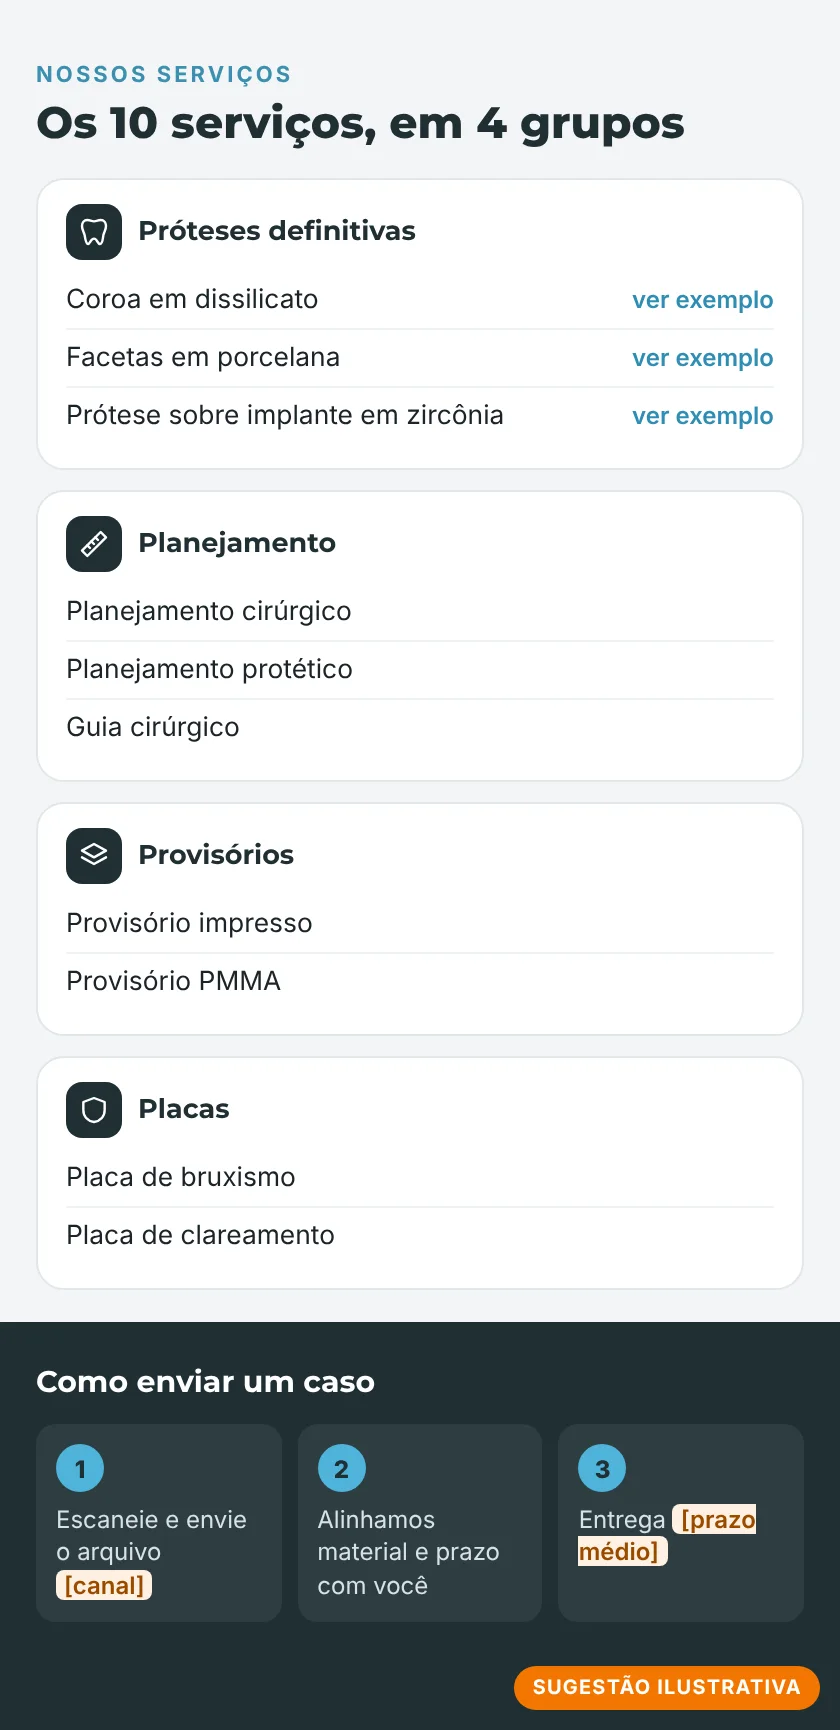 NOSSOS SERVIÇOS
Os 10 serviços, em 4 grupos
Próteses definitivas
Coroa em dissilicato ver exemplo
Facetas em porcelana ver exemplo
Prótese sobre implante em zircônia ver exemplo
Planejamento
Planejamento cirúrgico
Planejamento protético
Guia cirúrgico
Provisórios
Provisório impresso
Provisório PMMA
Placas
Placa de bruxismo
Placa de clareamento
Como enviar um caso
1
Escaneie e envie
o arquivo
[canal]
2
Alinhamos
material e prazo
com você
3
Entrega [prazo
médio]
SUGESTÃO ILUSTRATIVA